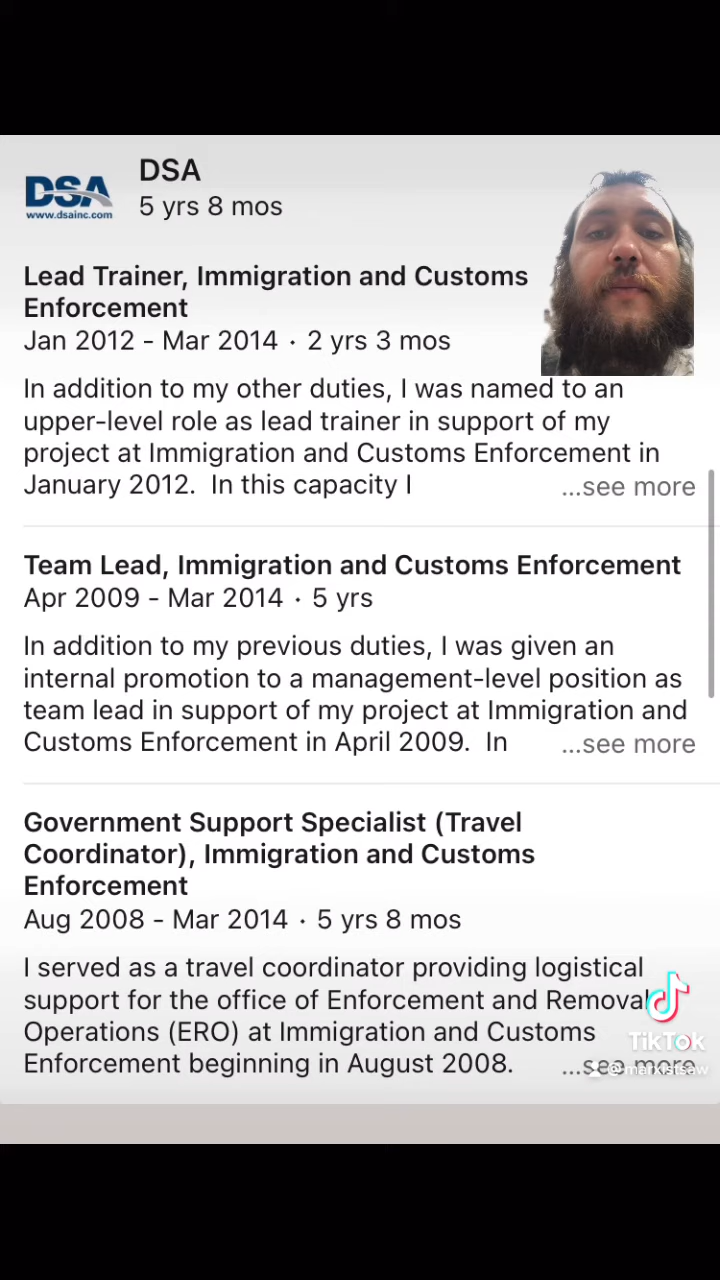 DSA
DSA
www.dsainc.com
5 yrs 8 mos
Lead Trainer, Immigration and Customs
Enforcement
Jan 2012 - Mar 2014 · 2 yrs 3 mos
In addition to my other duties, I was named to an
upper-level role as lead trainer in support of my
project at Immigration and Customs Enforcement in
January 2012. In this capacity I ...see more
Team Lead, Immigration and Customs Enforcement
Apr 2009 - Mar 2014 · 5 yrs
In addition to my previous duties, I was given an
internal promotion to a management-level position as
team lead in support of my project at Immigration and
Customs Enforcement in April 2009. In ...see more
Government Support Specialist (Travel
Coordinator), Immigration and Customs
Enforcement
Aug 2008 - Mar 2014 · 5 yrs 8 mos
I served as a travel coordinator providing logistical
support for the office of Enforcement and Removal
Operations (ERO) at Immigration and Customs
Enforcement beginning in August 2008. ...see more
TikTok
@marxistsaw